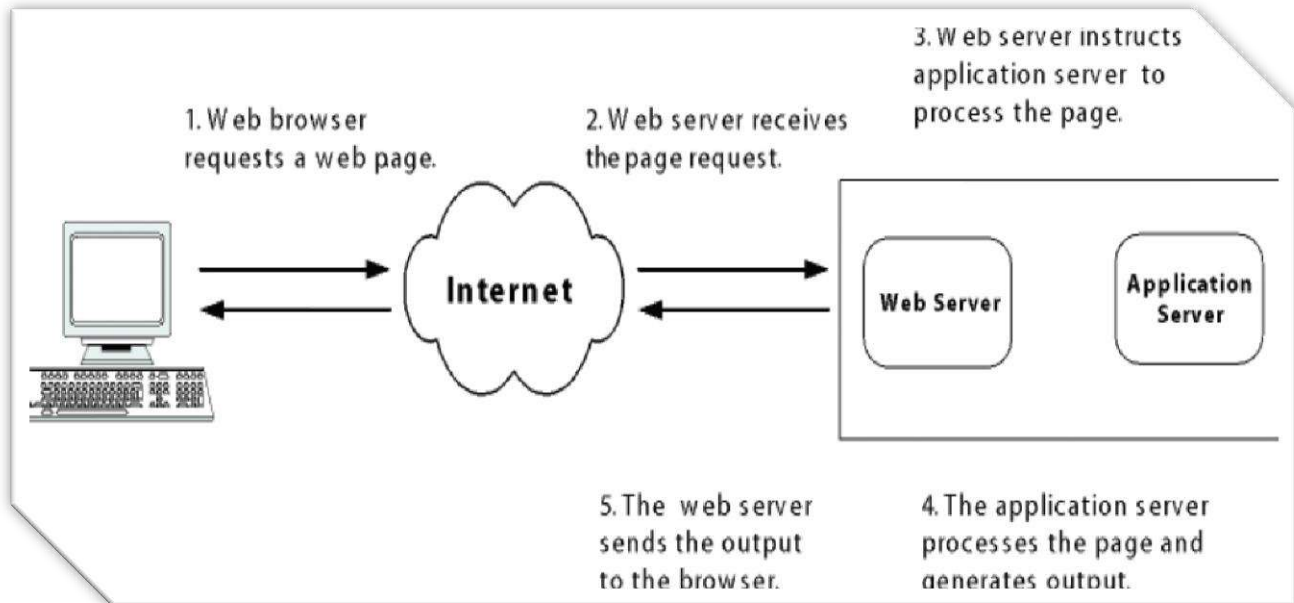 1. Web browser
requests a web page.
2. Web server receives
the page request.
3. Web server instructs
application server to
process the page.
Internet
Web Server
Application
Server
4. The application server
processes the page and
generates output.
5. The web server
sends the output
to the browser.